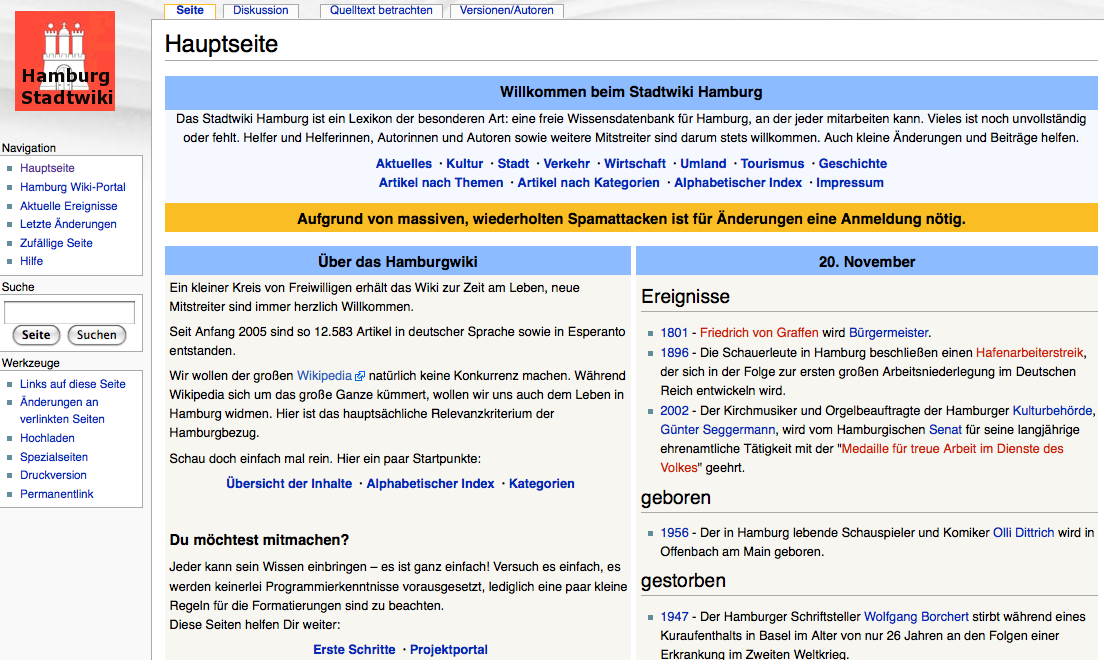 Seite
Diskussion
Quelltext betrachten
Versionen/Autoren
Hamburg
Stadtwiki
Navigation
Hauptseite
Hamburg Wiki-Portal
Aktuelle Ereignisse
Letzte Änderungen
Zufällige Seite
Hilfe
Suche
Seite
Suchen
Werkzeuge
Links auf diese Seite
Änderungen an
verlinkten Seiten
Hochladen
Spezialseiten
Druckversion
Permanentlink
Hauptseite
Willkommen beim Stadtwiki Hamburg
Das Stadtwiki Hamburg ist ein Lexikon der besonderen Art: eine freie Wissensdatenbank für Hamburg, an der jeder mitarbeiten kann. Vieles ist noch unvollständig
oder fehlt. Helfer und Helferinnen, Autorinnen und Autoren sowie weitere Mitstreiter sind darum stets willkommen. Auch kleine Änderungen und Beiträge helfen.
Aktuelles · Kultur · Stadt · Verkehr · Wirtschaft · Umland · Tourismus · Geschichte
Artikel nach Themen · Artikel nach Kategorien · Alphabetischer Index · Impressum
Aufgrund von massiven, wiederholten Spamattacken ist für Änderungen eine Anmeldung nötig.
Über das Hamburgwiki
Ein kleiner Kreis von Freiwilligen erhält das Wiki zur Zeit am Leben, neue
Mitstreiter sind immer herzlich Willkommen.
Seit Anfang 2005 sind so 12.583 Artikel in deutscher Sprache sowie in Esperanto
entstanden.
Wir wollen der großen Wikipedia natürlich keine Konkurrenz machen. Während
Wikipedia sich um das große Ganze kümmert, wollen wir uns auch dem Leben in
Hamburg widmen. Hier ist das hauptsächliche Relevanzkriterium der
Hamburgbezug.
Schau doch einfach mal rein. Hier ein paar Startpunkte:
Übersicht der Inhalte · Alphabetischer Index · Kategorien
Du möchtest mitmachen?
Jeder kann sein Wissen einbringen – es ist ganz einfach! Versuch es einfach, es
werden keinerlei Programmierkenntnisse vorausgesetzt, lediglich eine paar kleine
Regeln für die Formatierungen sind zu beachten.
Diese Seiten helfen Dir weiter:
Erste Schritte · Projektportal
20. November
Ereignisse
1801 - Friedrich von Graffen wird Bürgermeister.
1896 - Die Schauerleute in Hamburg beschließen einen Hafenarbeiterstreik,
der sich in der Folge zur ersten großen Arbeitsniederlegung im Deutschen
Reich entwickeln wird.
2002 - Der Kirchmusiker und Orgelbeauftragte der Hamburger Kulturbehörde,
Günter Seggermann, wird vom Hamburgischen Senat für seine langjährige
ehrenamtliche Tätigkeit mit der "Medaille für treue Arbeit im Dienste des
Volkes" geehrt.
geboren
1956 - Der in Hamburg lebende Schauspieler und Komiker Olli Dittrich wird in
Offenbach am Main geboren.
gestorben
1947 - Der Hamburger Schriftsteller Wolfgang Borchert stirbt während eines
Kuraufenthalts in Basel im Alter von nur 26 Jahren an den Folgen einer
Erkrankung im Zweiten Weltkrieg.